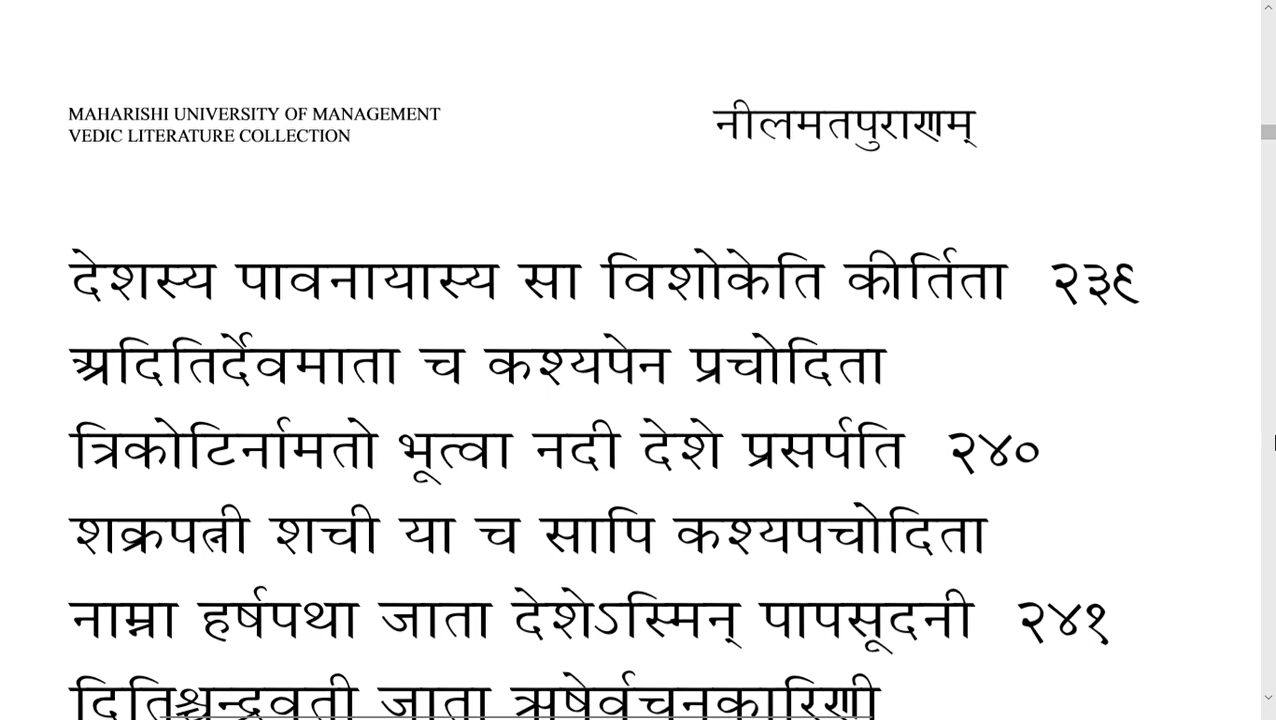 MAHARISHI UNIVERSITY OF MANAGEMENT
VEDIC LITERATURE COLLECTION
नीलमतपुराणम्
देशस्य पावनायास्य सा विशोकेति कीर्तिता २३९
अदितिर्देवमाता च कश्यपेन प्रचोदिता
त्रिकोटिर्नामतो भूत्वा नदी देशे प्रसर्पति २४०
शक्रपत्नी शची या च सापि कश्यपचोदिता
नाम्ना हर्षपथा जाता देशेऽस्मिन् पापसूदनी २४१
दितिश्चन्द्रवती जाता ऋषेर्वचनकारिणी